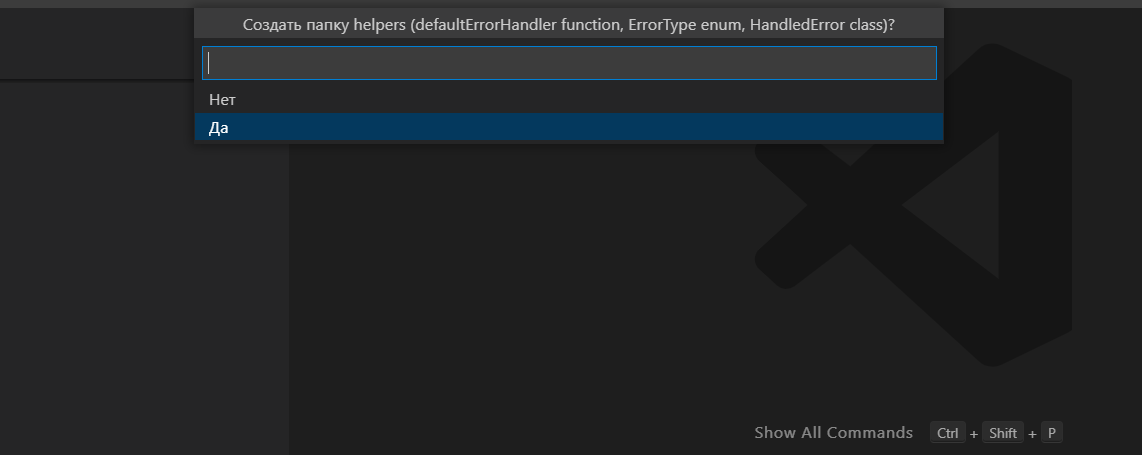 Создать папку helpers (defaultErrorHandler function, ErrorType enum, HandledError class)?
Нет
Да
Show All Commands Ctrl + Shift + P